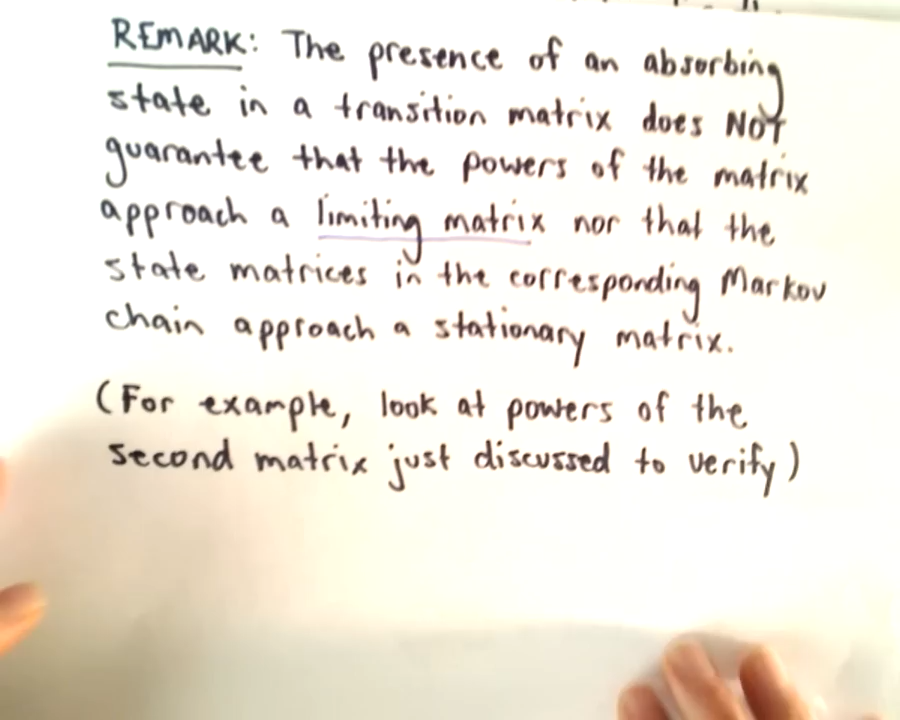 REMARK: The presence of an absorbing
state in a transition matrix does NOT
guarantee that the powers of the matrix
approach a limiting matrix nor that the
state matrices in the corresponding Markov
chain approach a stationary matrix.
(For example, look at powers of the
second matrix just discussed to verify)